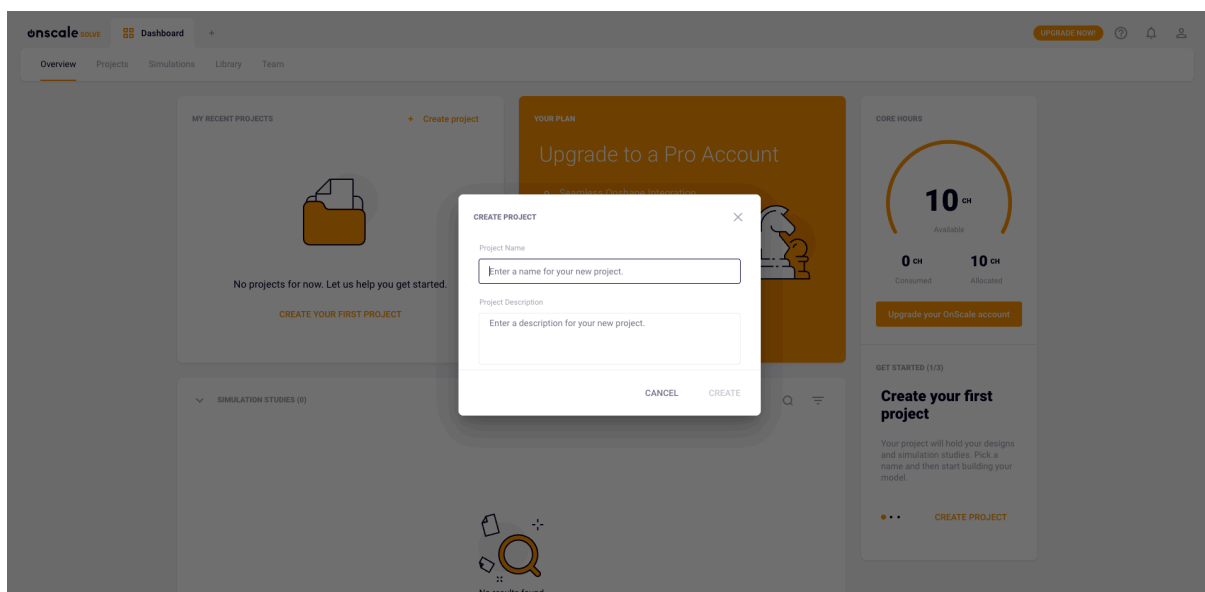 onscale SOLVE
Dashboard
+
UPGRADE NOW!
Overview
Projects
Simulations
Library
Team
MY RECENT PROJECTS
+ Create project
No projects for now. Let us help you get started.
CREATE YOUR FIRST PROJECT
YOUR PLAN
Upgrade to a Pro Account
Seamless Onshape Integration
CORE HOURS
10 CH
Available
0 CH
10 CH
Consumed
Allocated
Upgrade your OnScale account
CREATE PROJECT
Project Name
Enter a name for your new project.
Project Description
Enter a description for your new project.
CANCEL
CREATE
GET STARTED (1/3)
Create your first
project
Your project will hold your designs
and simulation studies. Pick a
name and then start building your
model.
CREATE PROJECT
SIMULATION STUDIES (0)
No results found